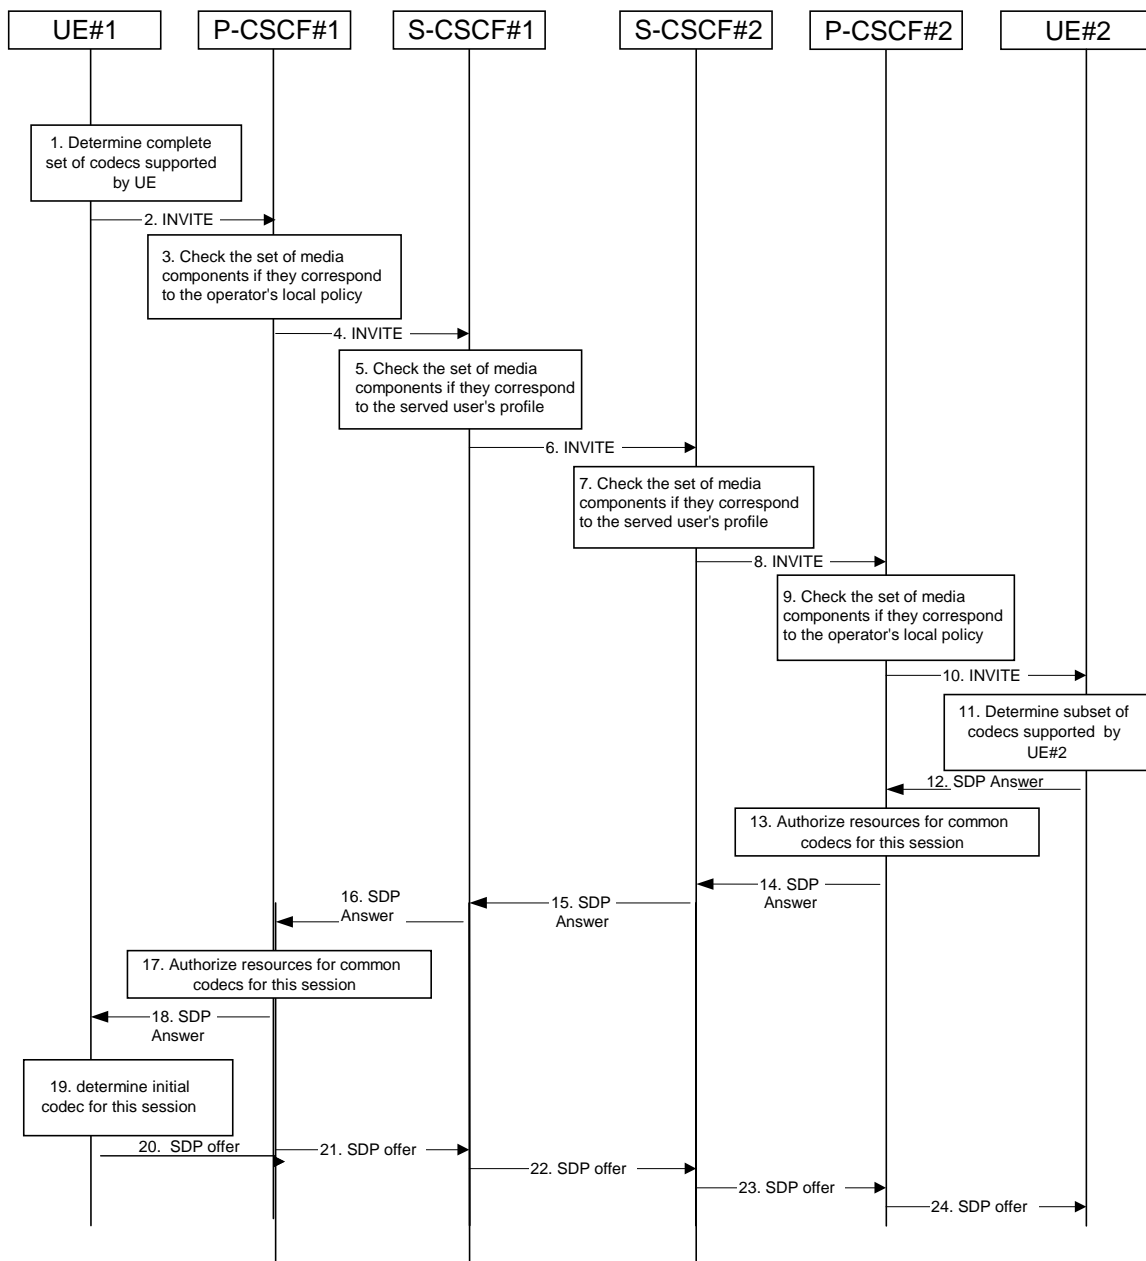 UE#1
P-CSCF#1
S-CSCF#1
S-CSCF#2
P-CSCF#2
UE#2
1. Determine complete
set of codecs supported
by UE
2. INVITE
3. Check the set of media
components if they correspond
to the operator's local policy
4. INVITE
5. Check the set of media
components if they correspond
to the served user's profile
6. INVITE
7. Check the set of media
components if they correspond
to the served user's profile
8. INVITE
9. Check the set of media
components if they correspond
to the operator's local policy
10. INVITE
11. Determine subset of
codecs supported by
UE#2
12. SDP Answer
13. Authorize resources for common
codecs for this session
14. SDP
Answer
15. SDP
Answer
16. SDP
Answer
17. Authorize resources for common
codecs for this session
18. SDP
Answer
19. determine initial
codec for this session
20. SDP offer
21. SDP offer
22. SDP offer
23. SDP offer
24. SDP offer